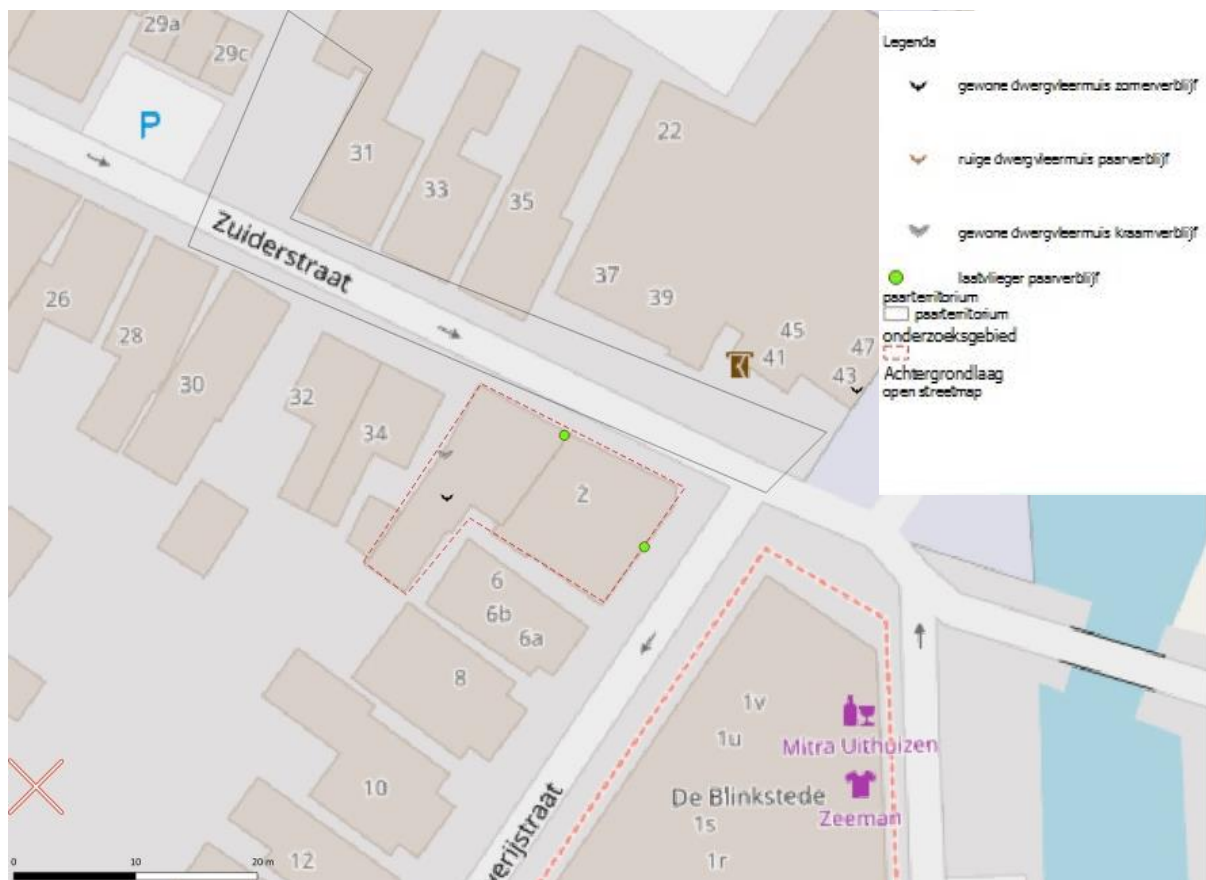 29a
29c
P
31
33
35
22
Zuiderstraat
37
39
26
28
30
32
34
45
41
47
43
2
6
6b
6a
8
10
12
1v
1u
Mitra Uithuizen
De Blinkstede
Zeeman
1s
1r
verijstraat
0 10 20 m
Legenda
gewone dwergvleermuis zomerverblijf
ruige dwergvleermuis paarverblijf
gewone dwergvleermuis kraamverblijf
laatvlieger paarverblijf
paarterritorium
paarterritorium
onderzoeksgebied
Achtergrondlaag
open streetmap